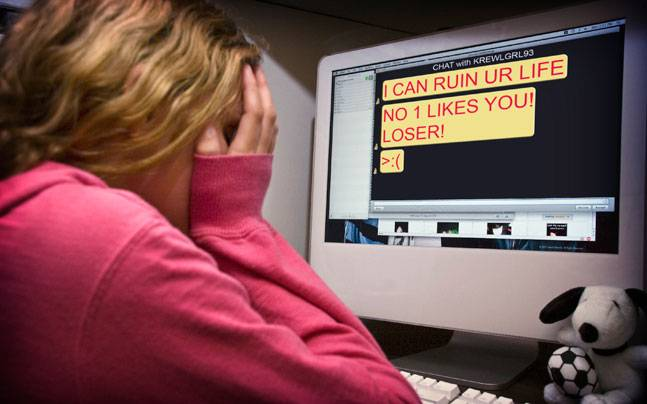 CHAT with KREWLGRL93
I CAN RUIN UR LIFE
NO 1 LIKES YOU!
LOSER!
>:(